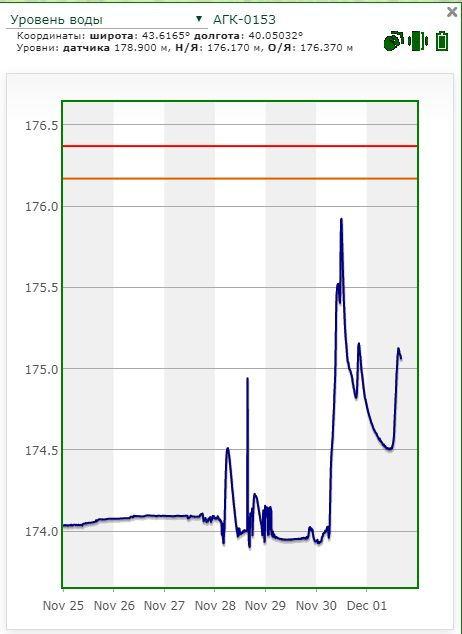 Уровень воды ▼ АГК-0153
Координаты: широта: 43.6165° долгота: 40.05032°
Уровни: датчика 178.900 м, Н/Я: 176.170 м, О/Я: 176.370 м
176.5
176.0
175.5
175.0
174.5
174.0
Nov 25 Nov 26 Nov 27 Nov 28 Nov 29 Nov 30 Dec 01